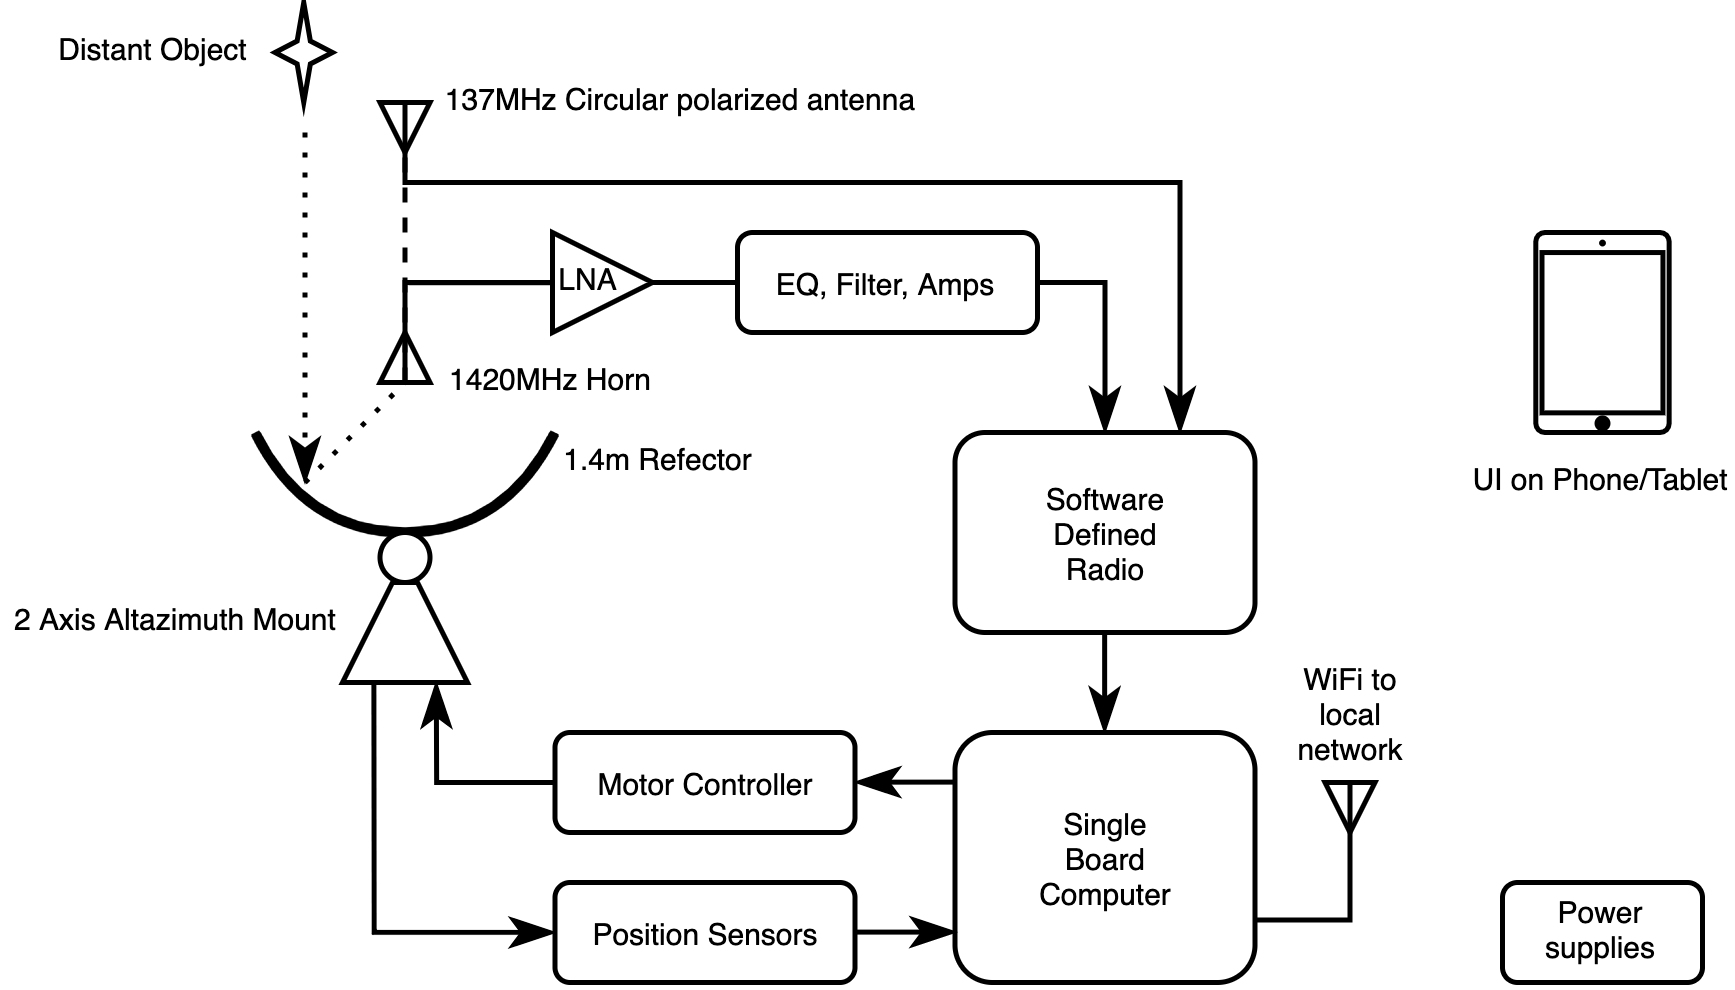 Distant Object
137MHz Circular polarized antenna
LNA
EQ, Filter, Amps
1420MHz Horn
1.4m Refector
UI on Phone/Tablet
Software
Defined
Radio
2 Axis Altazimuth Mount
WiFi to
local
network
Motor Controller
Single
Board
Computer
Position Sensors
Power
supplies